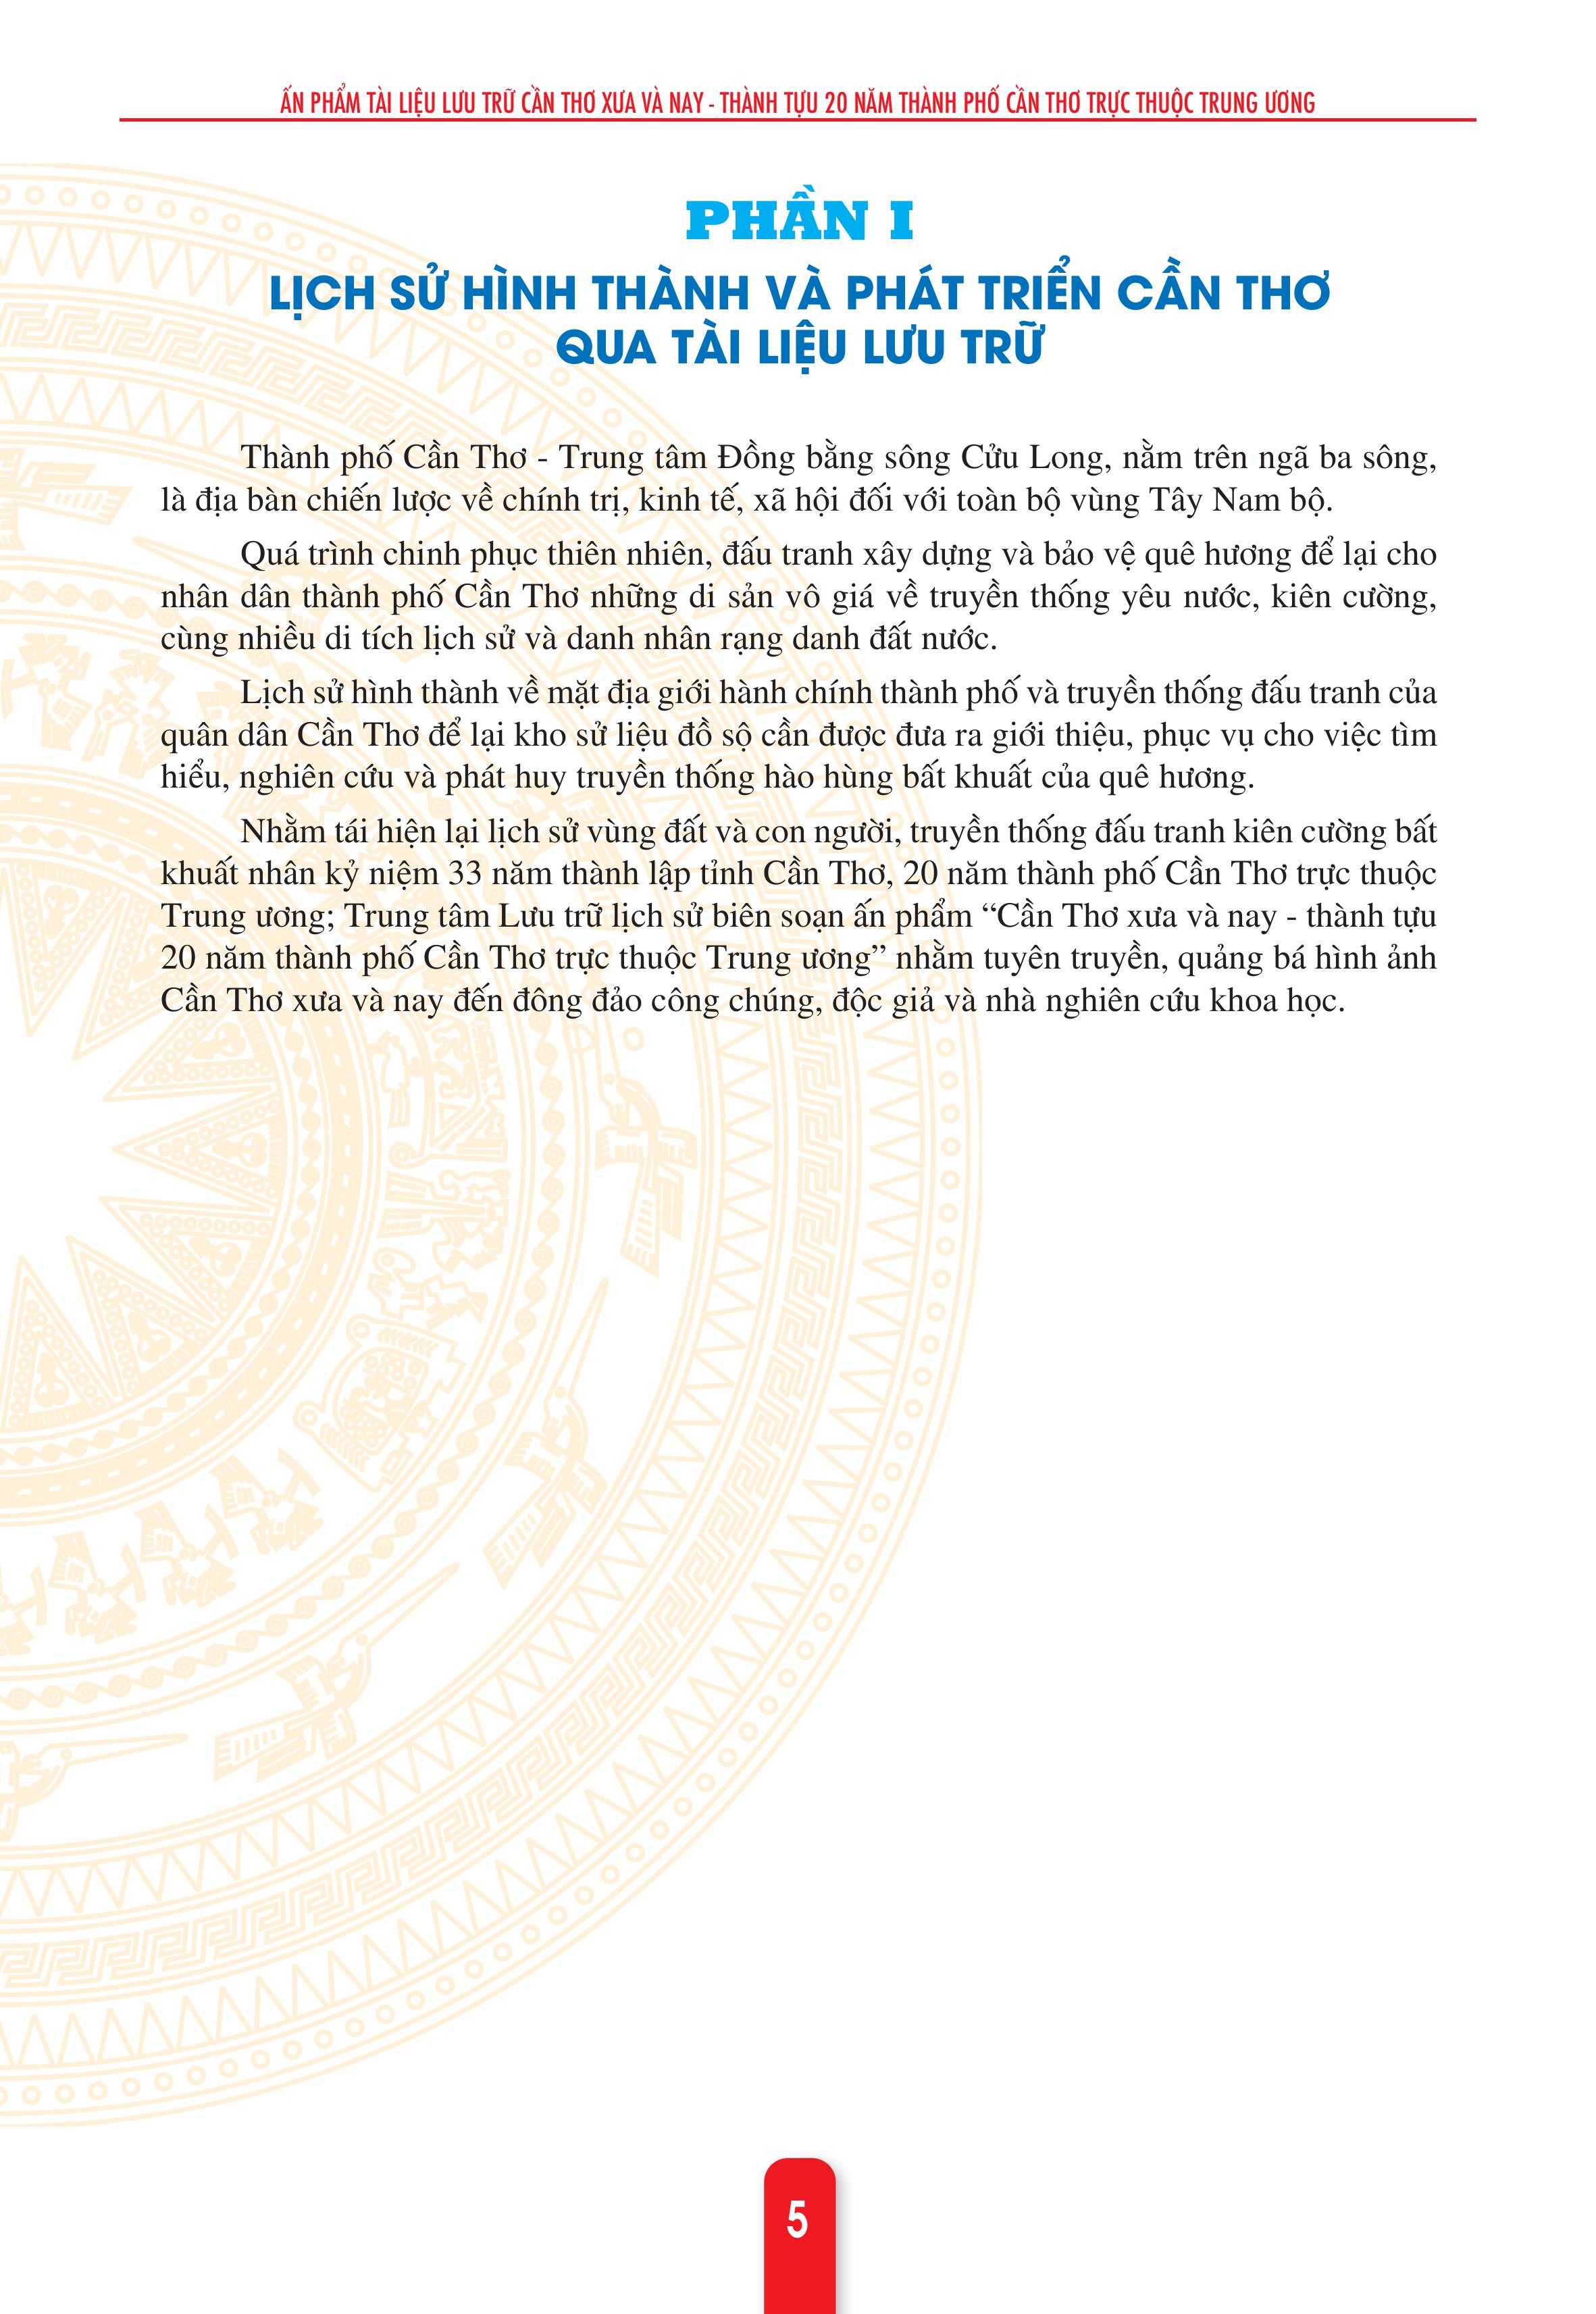 ẤN PHẨM TÀI LIỆU LƯU TRỮ CẦN THƠ XƯA VÀ NAY - THÀNH TỰU 20 NĂM THÀNH PHỐ CẦN THƠ TRỰC THUỘC TRUNG ƯƠNG
PHẦN I
LỊCH SỬ HÌNH THÀNH VÀ PHÁT TRIỂN CẦN THƠ
QUA TÀI LIỆU LƯU TRỮ
Thành phố Cần Thơ - Trung tâm Đồng bằng sông Cửu Long, nằm trên ngã ba sông,
là địa bàn chiến lược về chính trị, kinh tế, xã hội đối với toàn bộ vùng Tây Nam bộ.
Quá trình chinh phục thiên nhiên, đấu tranh xây dựng và bảo vệ quê hương để lại cho
nhân dân thành phố Cần Thơ những di sản vô giá về truyền thống yêu nước, kiên cường,
cùng nhiều di tích lịch sử và danh nhân rạng danh đất nước.
Lịch sử hình thành về mặt địa giới hành chính thành phố và truyền thống đấu tranh của
quân dân Cần Thơ để lại kho sử liệu đồ sộ cần được đưa ra giới thiệu, phục vụ cho việc tìm
hiểu, nghiên cứu và phát huy truyền thống hào hùng bất khuất của quê hương.
Nhằm tái hiện lại lịch sử vùng đất và con người, truyền thống đấu tranh kiên cường bất
khuất nhân kỷ niệm 33 năm thành lập tỉnh Cần Thơ, 20 năm thành phố Cần Thơ trực thuộc
Trung ương; Trung tâm Lưu trữ lịch sử biên soạn ấn phẩm “Cần Thơ xưa và nay - thành tựu
20 năm thành phố Cần Thơ trực thuộc Trung ương” nhằm tuyên truyền, quảng bá hình ảnh
Cần Thơ xưa và nay đến đông đảo công chúng, độc giả và nhà nghiên cứu khoa học.
5